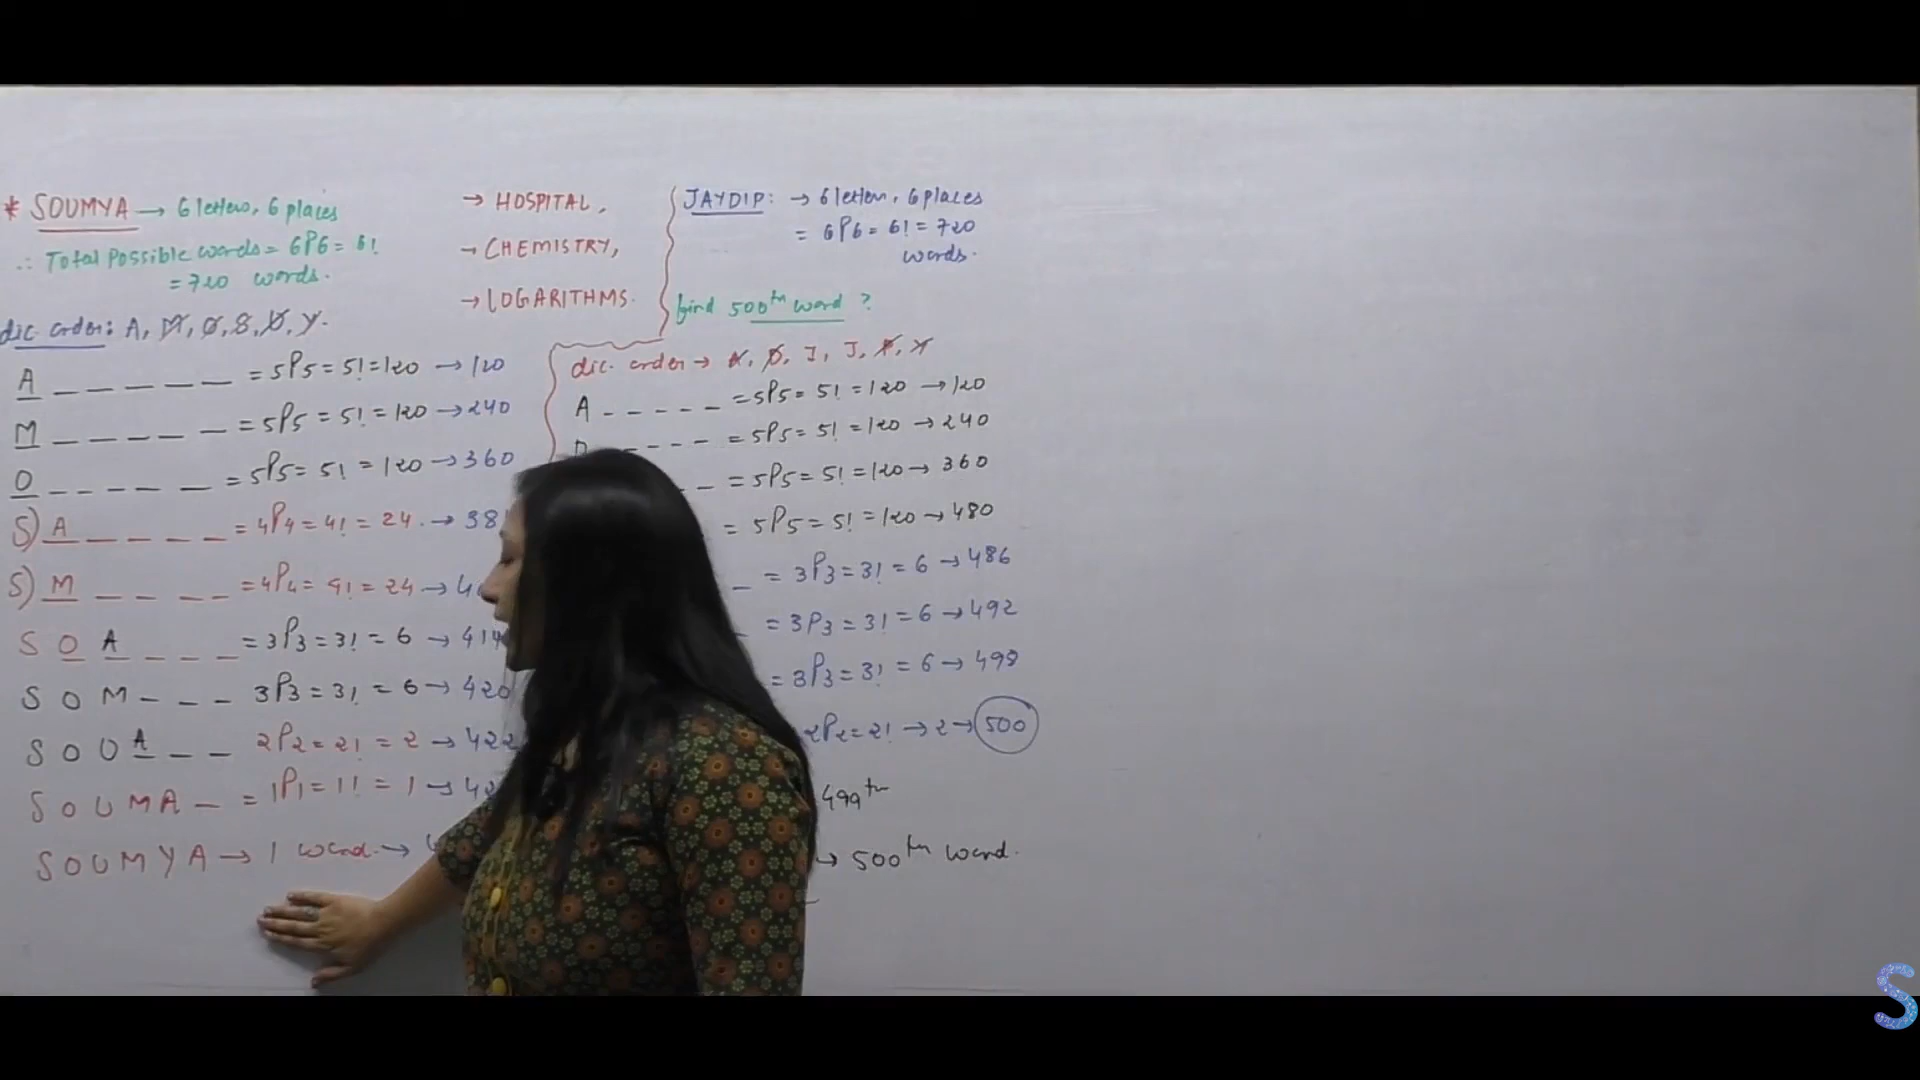 * SOUMYA → 6 letters, 6 places
∴ Total Possible words = 6P6 = 6!
= 720 words.
dic. order: A, M, O, S, U, Y.
A _ _ _ _ _ = 5P5 = 5! = 120 → 120
M _ _ _ _ _ = 5P5 = 5! = 120 → 240
O _ _ _ _ _ = 5P5 = 5! = 120 → 360
S) A _ _ _ _ = 4P4 = 4! = 24. → 38
S) M _ _ _ _ = 4P4 = 4! = 24 → 4
S O A _ _ _ = 3P3 = 3! = 6 → 414
S O M _ _ _ 3P3 = 3! = 6 → 420
S O U A _ _ 2P2 = 2! = 2 → 422
S O U M A _ = 1P1 = 1! = 1 → 42
S O U M Y A → 1 word. →
→ HOSPITAL,
→ CHEMISTRY,
→ LOGARITHMS.
JAYDIP: → 6 letters, 6 places
= 6P6 = 6! = 720
words.
find 500th word ?
dic. order → A, D, I, J, P, Y
A _ _ _ _ _ = 5P5 = 5! = 120 → 120
D _ _ _ _ = 5P5 = 5! = 120 → 240
_ _ = 5P5 = 5! = 120 → 360
= 5P5 = 5! = 120 → 480
_ = 3P3 = 3! = 6 → 486
_ = 3P3 = 3! = 6 → 492
= 3P3 = 3! = 6 → 498
2P2 = 2! → 2 → 500
499th
→ 500th word.
S